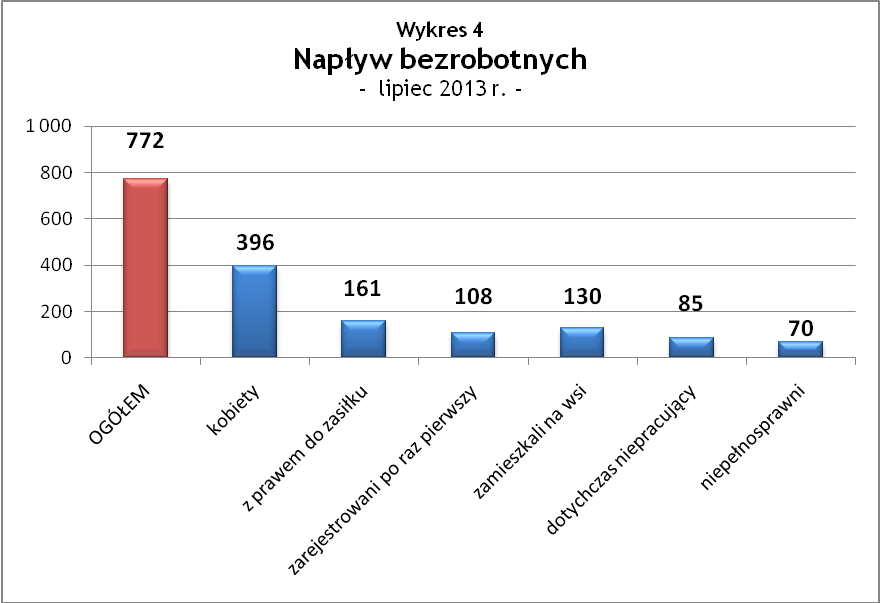 Wykres 4
Napływ bezrobotnych
- lipiec 2013 r. -
1 000
800
600
400
200
0
772
396
161
108
130
85
70
OGÓŁEM
kobiety
z prawem do zasiłku
zarejestrowani po raz pierwszy
zamieszkali na wsi
dotychczas niepracujący
niepełnosprawni